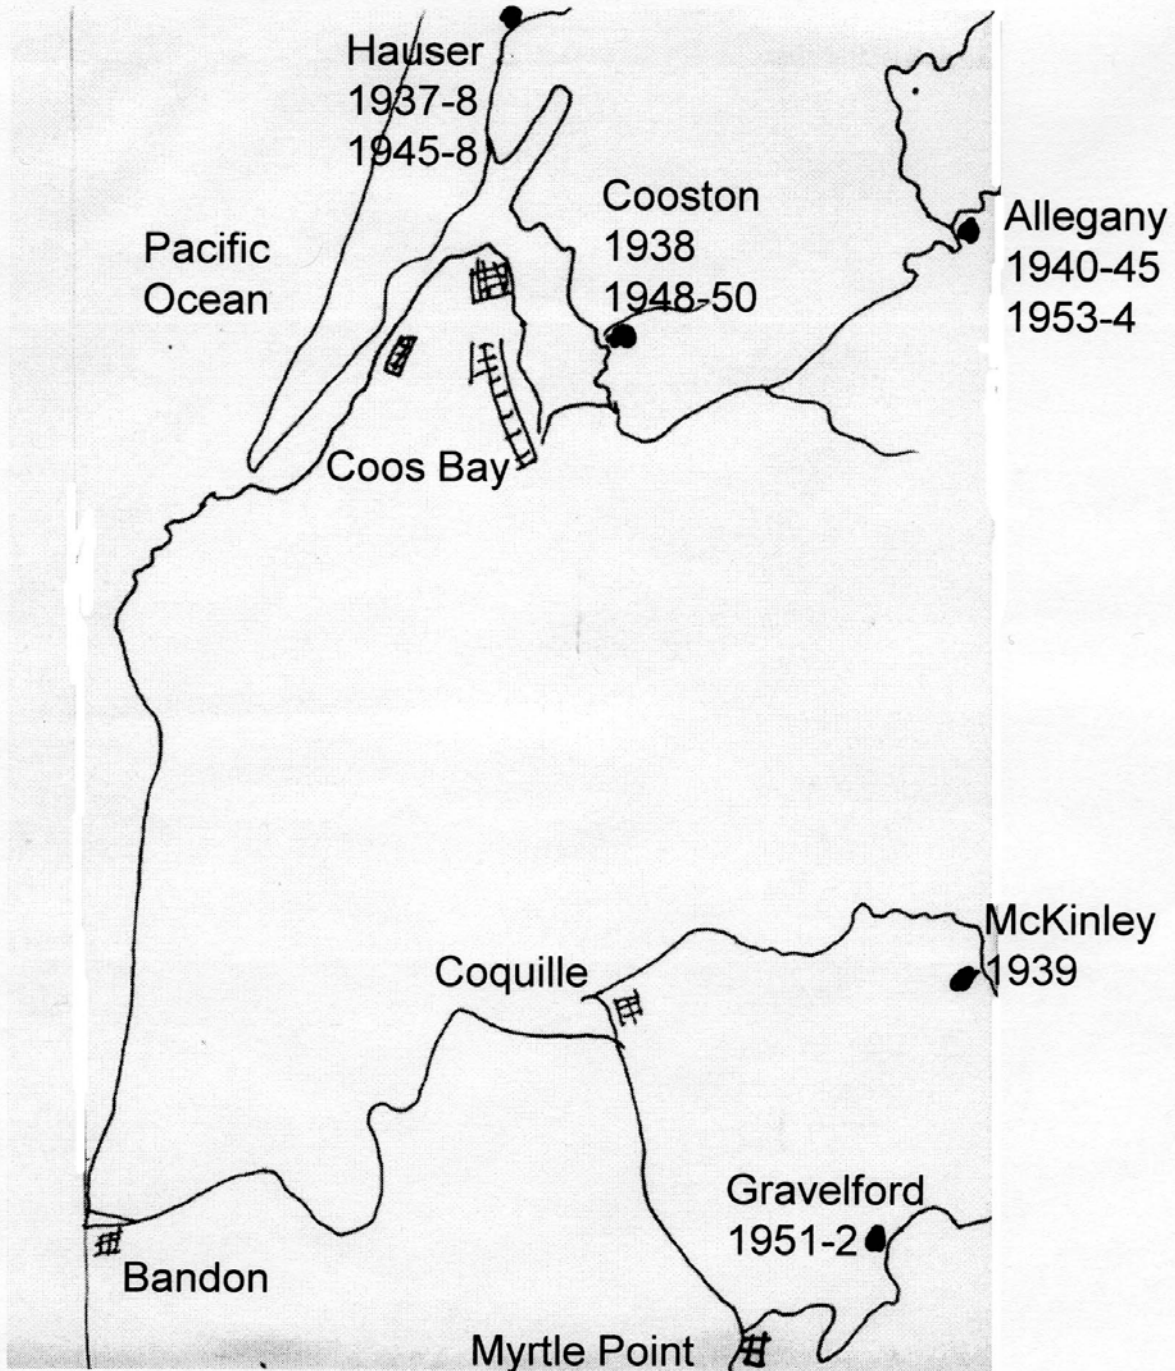 Hauser
1937-8
1945-8
Cooston
1938
1948-50
Allegany
1940-45
1953-4
Pacific
Ocean
Coos Bay
McKinley
1939
Coquille
Gravelford
1951-2
Bandon
Myrtle Point